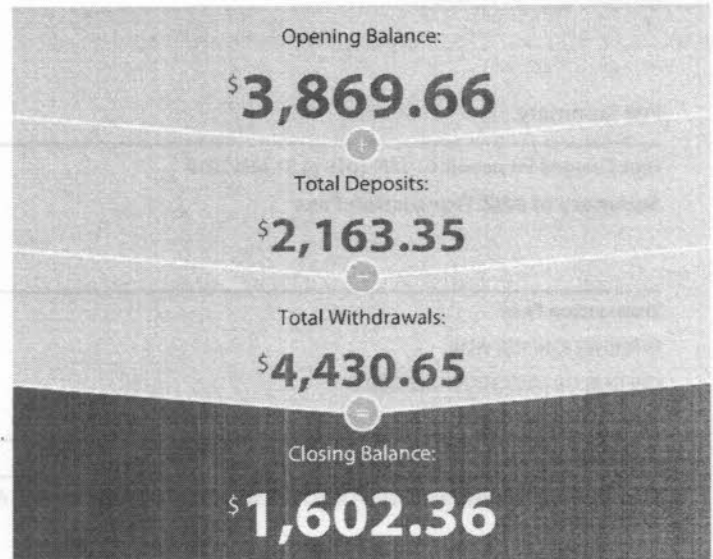 Opening Balance:
$3,869.66
+
Total Deposits:
$2,163.35
−
Total Withdrawals:
$4,430.65
=
Closing Balance:
$1,602.36